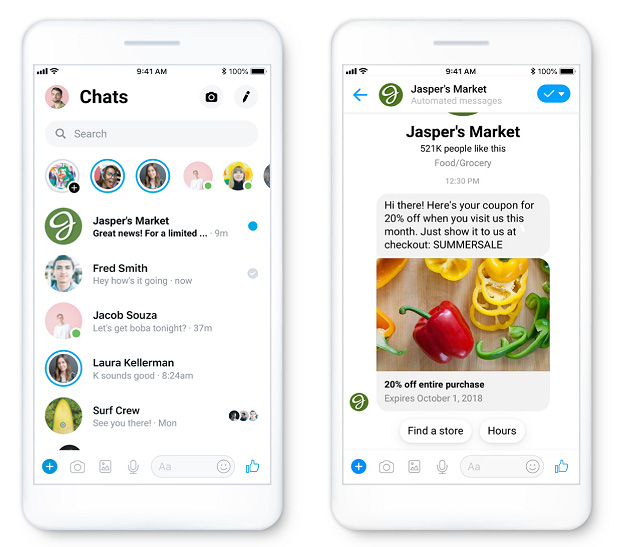 9:41 AM
100%
Chats
Search
Jasper's Market
Great news! For a limited ... · 9m
Fred Smith
Hey how's it going · now
Jacob Souza
Let's get boba tonight? · 37m
Laura Kellerman
K sounds good · 8:24am
Surf Crew
See you there! · Mon
Aa
9:41 AM
100%
Jasper's Market
Automated messages
Jasper's Market
521K people like this
Food/Grocery
12:30 PM
Hi there! Here's your coupon for
20% off when you visit us this
month. Just show it to us at
checkout: SUMMERSALE
20% off entire purchase
Expires October 1, 2018
Find a store
Hours
Aa